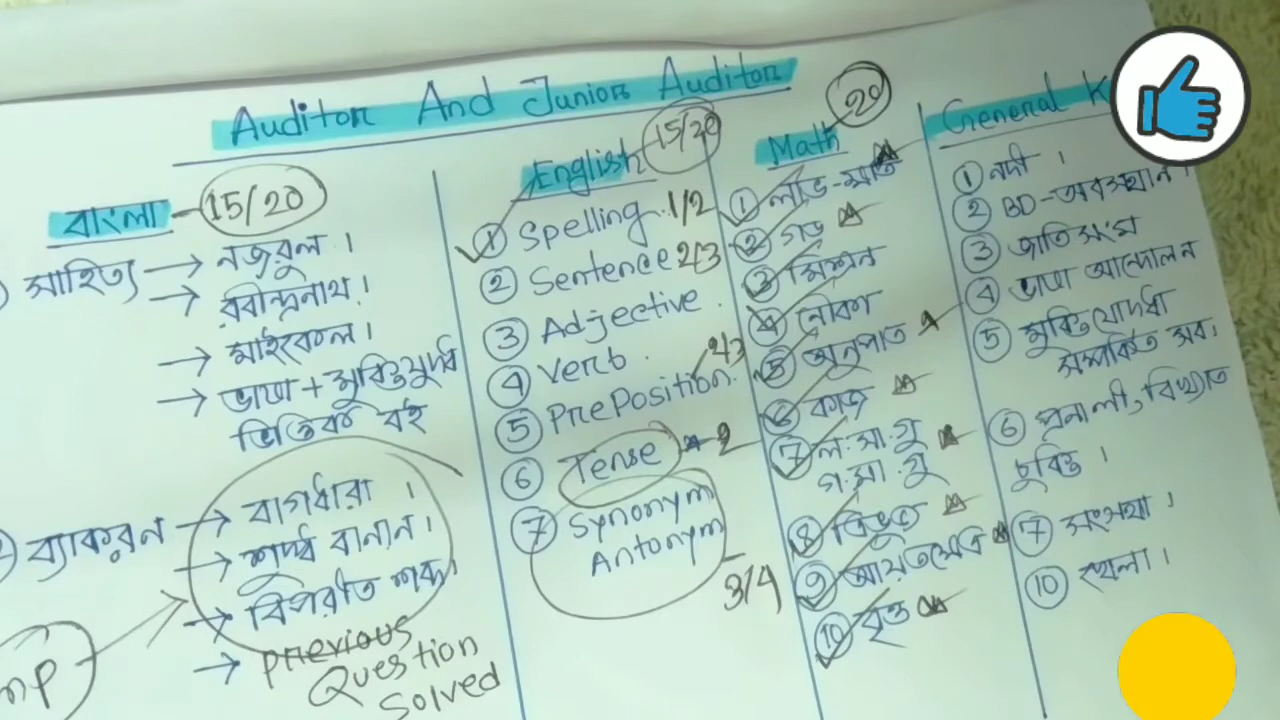 Auditor And Junior Auditor
বাংলা - 15/20
সাহিত্য → নজরুল ।
→ রবীন্দ্রনাথ ।
→ মাইকেল ।
→ ভাষা + মুক্তিযুদ্ধ
ভিত্তিক বই
ব্যাকরন → বাগধারা ।
→ শুদ্ধ বানান ।
→ বিপরীত শব্দ ।
→ Previous
Question
Solved
English 15/20
① Spelling 1/2
② Sentence 2/3
③ Adjective
④ Verb
⑤ PrePosition 2/3
⑥ Tense - 2
⑦ Synonym
Antonym
3/4
Math 20
① লাভ-ক্ষতি
② গড়
③ মিশ্রন
④ নৌকা
⑤ অনুপাত
⑥ কাজ
⑦ ল.সা.গু
গ.সা.গু
⑧ ত্রিভুজ
⑨ আয়তক্ষেত্র
⑩ বৃত্ত
General K
① নদী ।
② BD-অবস্থান ।
③ জাতিসংঘ
④ ভাষা আন্দোলন
⑤ মুক্তিযোদ্ধা
সম্পর্কিত সব ।
⑥ প্রনালী, বিখ্যাত
চুক্তি ।
⑦ সংস্থা ।
⑩ খেলা ।